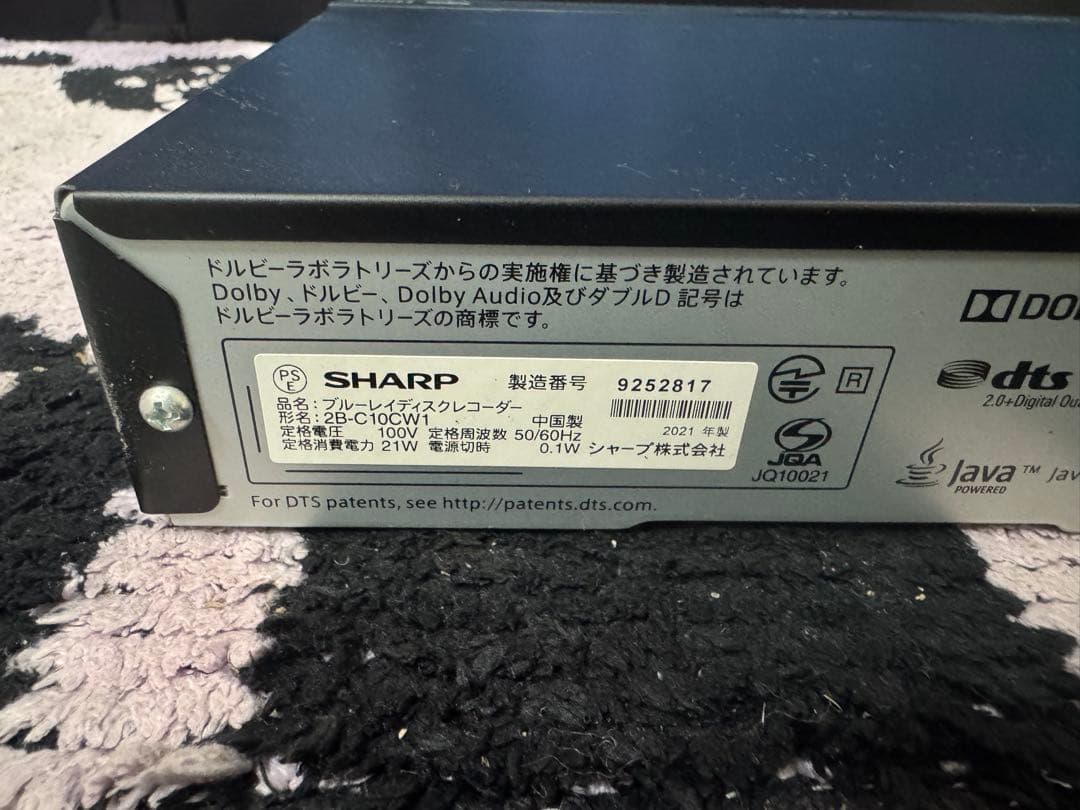 ドルビーラボラトリーズからの実施権に基づき製造されています。
Dolby、ドルビー、Dolby Audio及びダブルD 記号は
ドルビーラボラトリーズの商標です。
PS
E
SHARP 製造番号 9252817
品名：ブルーレイディスクレコーダー
形名：2B-C10CW1 中国製
定格電圧 100V 定格周波数 50/60Hz 2021 年製
定格消費電力 21W 電源切時 0.1W シャープ株式会社
R
JQA
JQ10021
For DTS patents, see http://patents.dts.com.
dts
2.0+Digital
Java™
POWERED